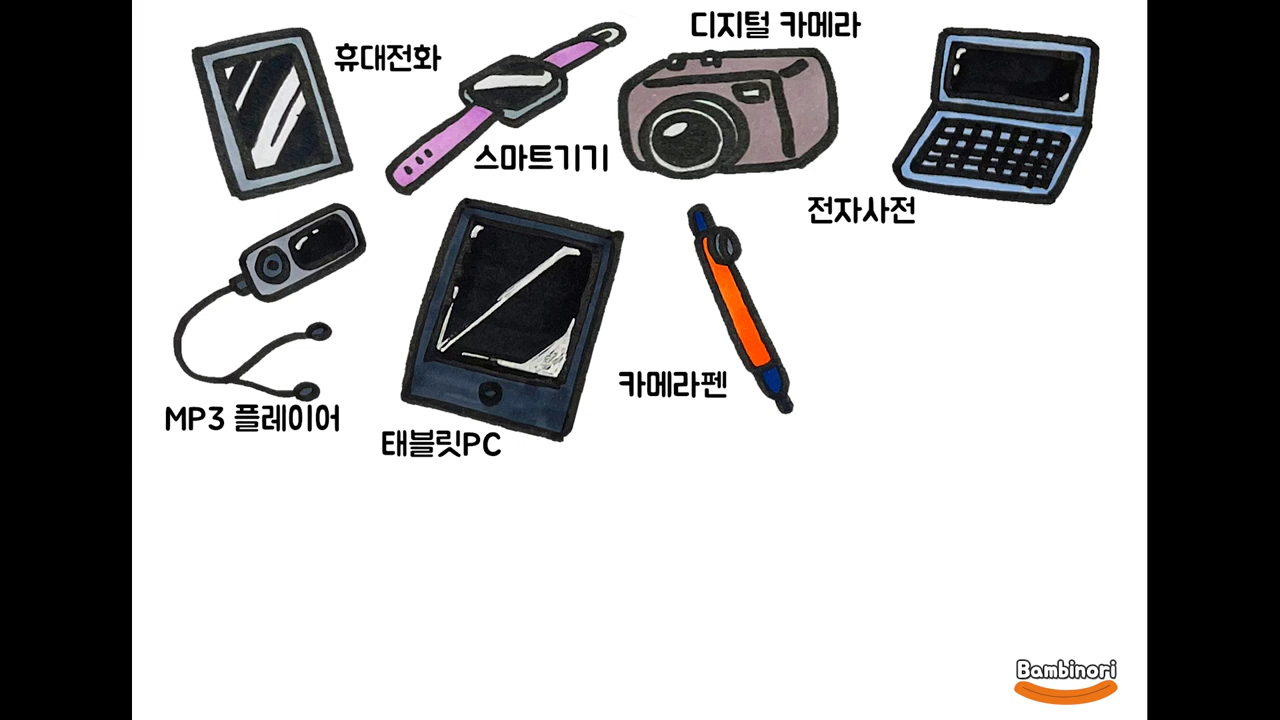 디지털 카메라
휴대전화
스마트기기
전자사전
카메라펜
MP3 플레이어
태블릿PC
Bambinori